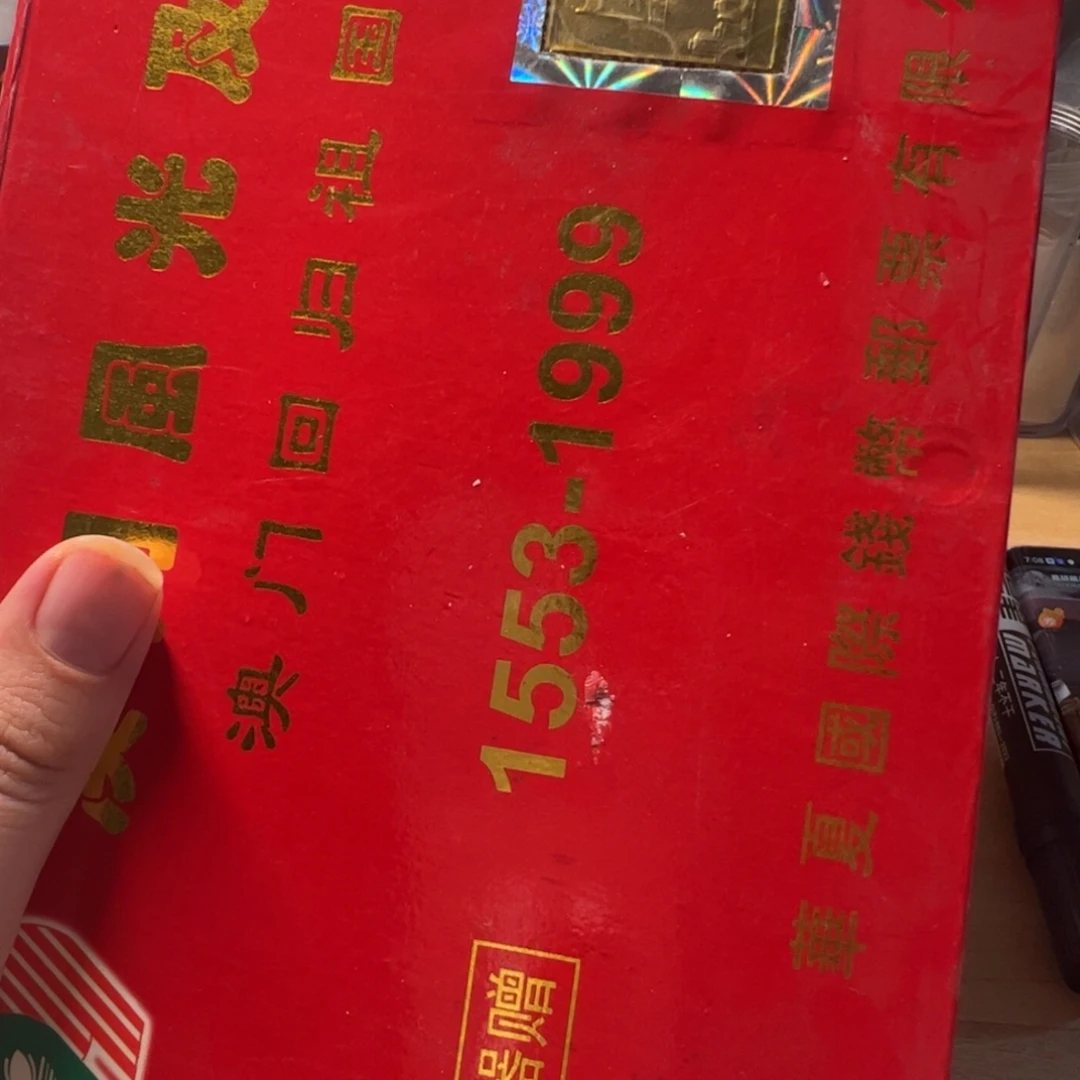 風光
澳门回归祖国
1553-1999
赠
華夏國際錢幣郵票有限